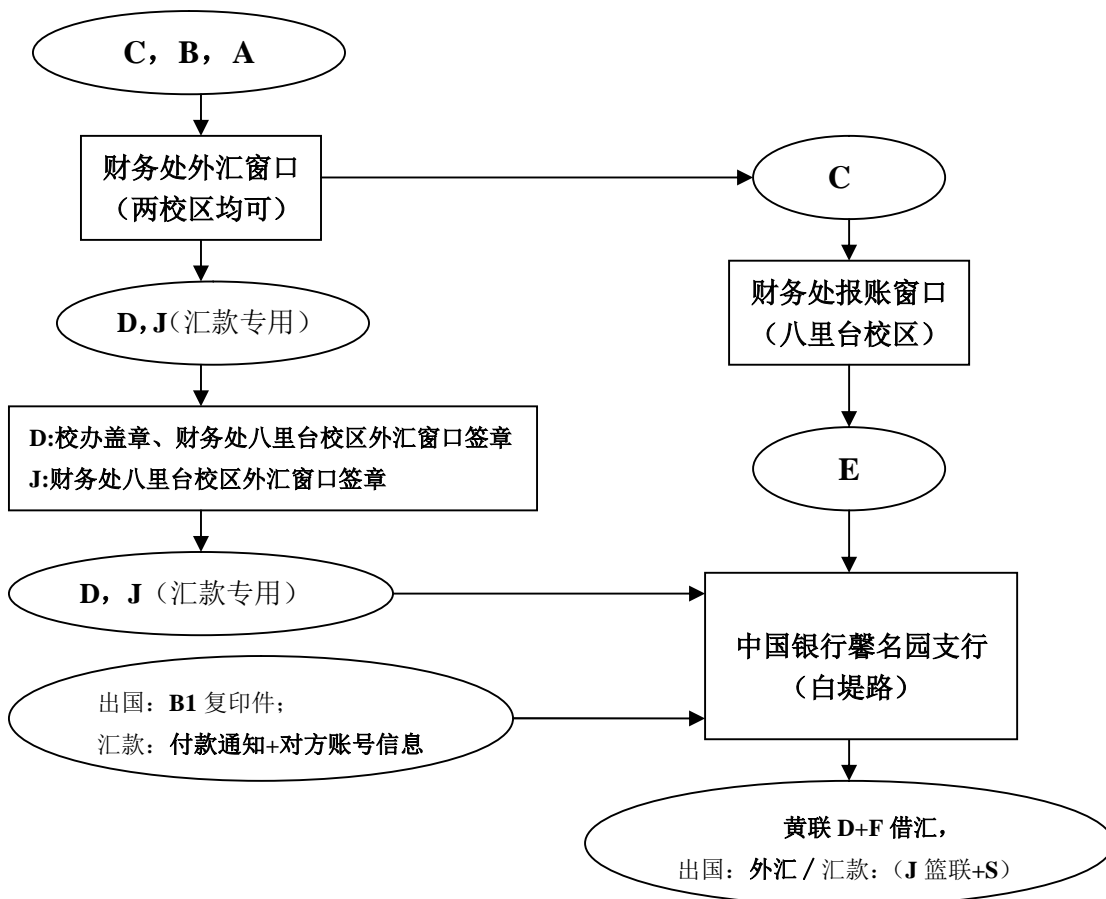 C，B，A
财务处外汇窗口
（两校区均可）
C
D，J（汇款专用）
财务处报账窗口
（八里台校区）
D:校办盖章、财务处八里台校区外汇窗口签章
J:财务处八里台校区外汇窗口签章
E
D，J（汇款专用）
中国银行馨名园支行
（白堤路）
出国：B1 复印件；
汇款：付款通知+对方账号信息
黄联 D+F 借汇，
出国：外汇／汇款：（J 篮联+S）